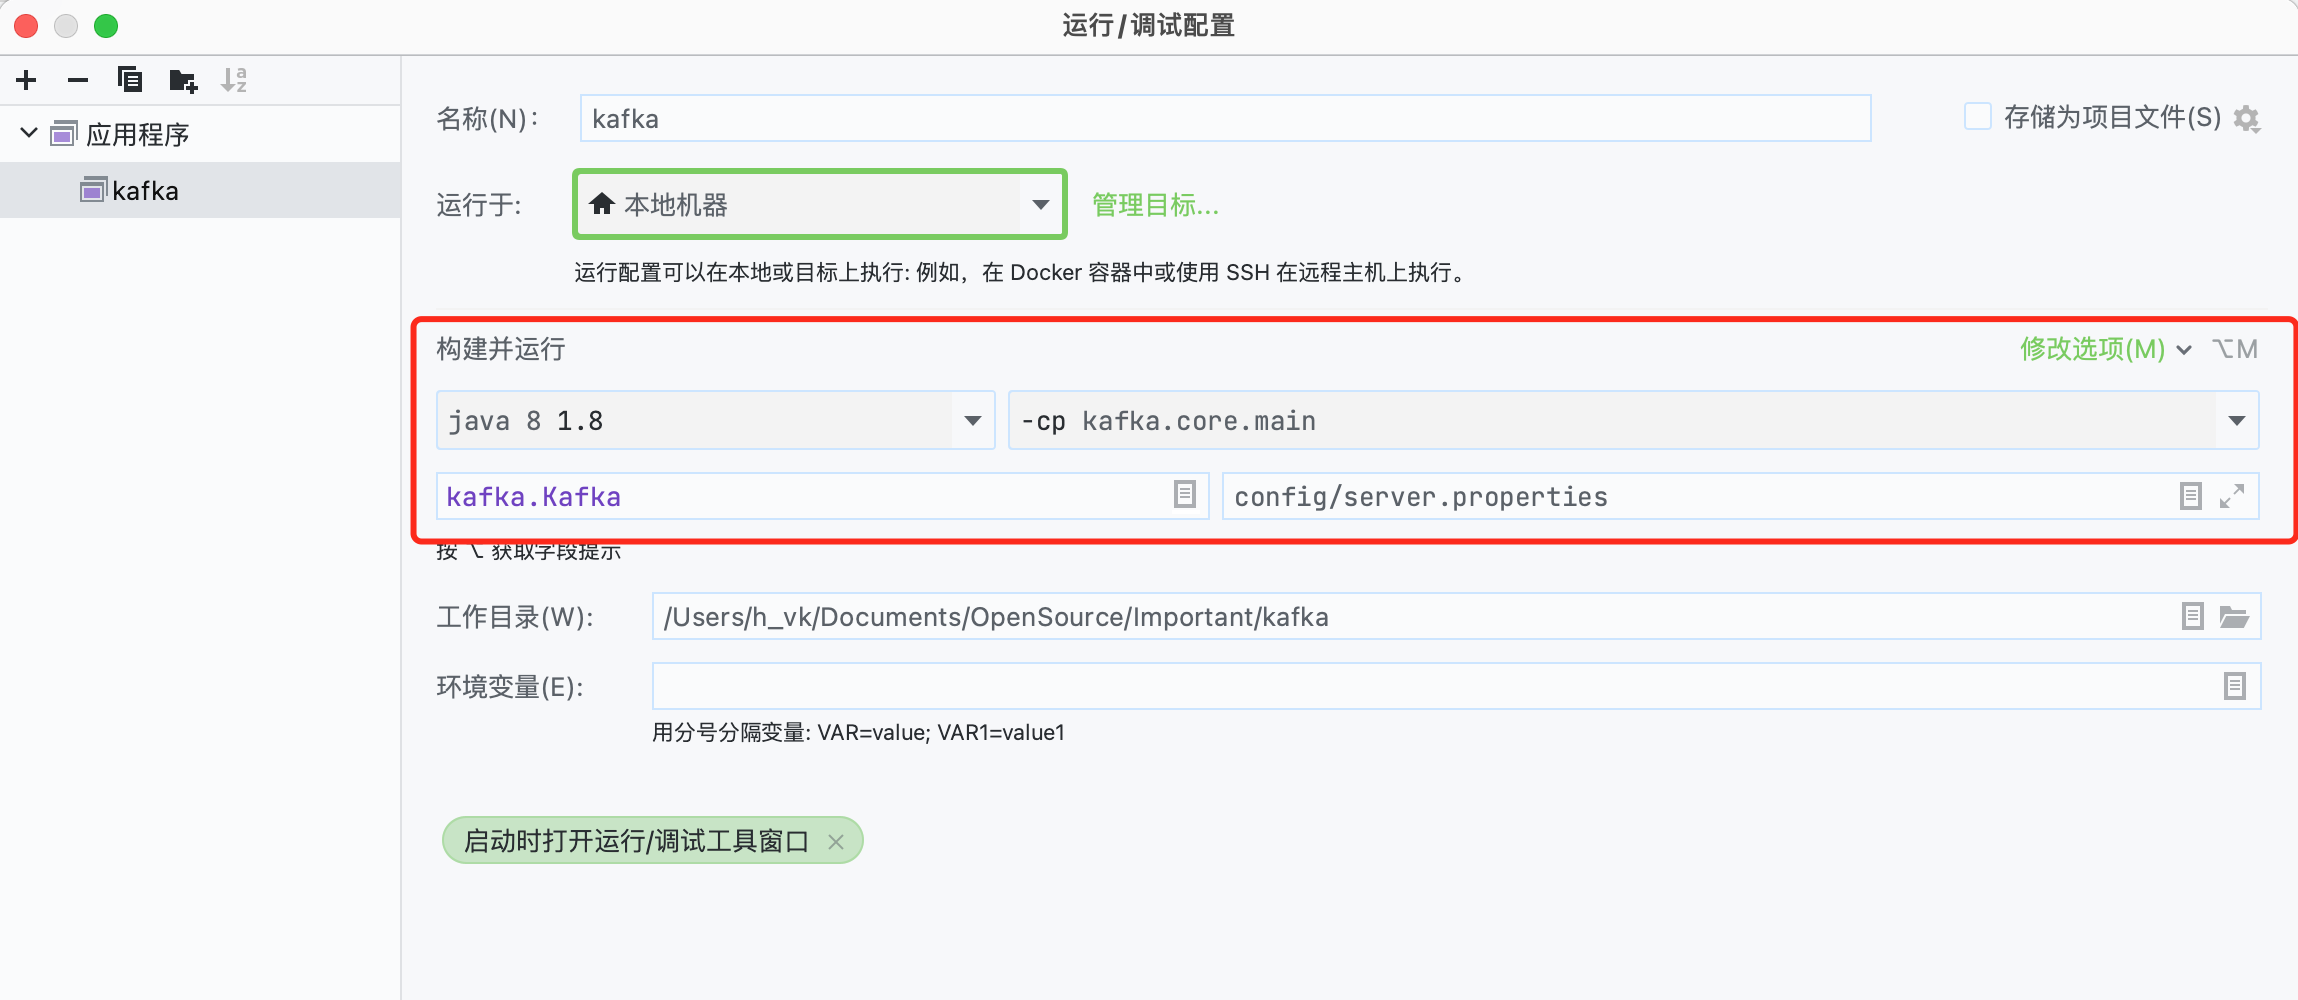 运行/调试配置
应用程序
kafka
名称(N): kafka 存储为项目文件(S)
运行于: 本地机器 管理目标...
运行配置可以在本地或目标上执行: 例如，在 Docker 容器中或使用 SSH 在远程主机上执行。
构建并运行 修改选项(M) ⌥M
java 8 1.8 -cp kafka.core.main
kafka.Kafka config/server.properties
按 ⌥ 获取字段提示
工作目录(W): /Users/h_vk/Documents/OpenSource/Important/kafka
环境变量(E):
用分号分隔变量: VAR=value; VAR1=value1
启动时打开运行/调试工具窗口